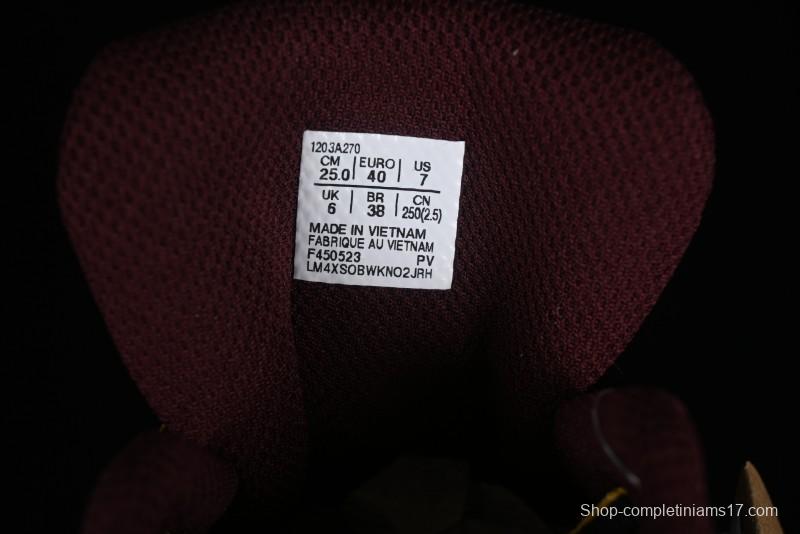 1203A270
CM EURO US
25.0 40 7
UK BR CN
6 38 250(2.5)
MADE IN VIETNAM
FABRIQUE AU VIETNAM
F450523 PV
LM4XSOBWKNO2JRH
Shop-completiniams17.com